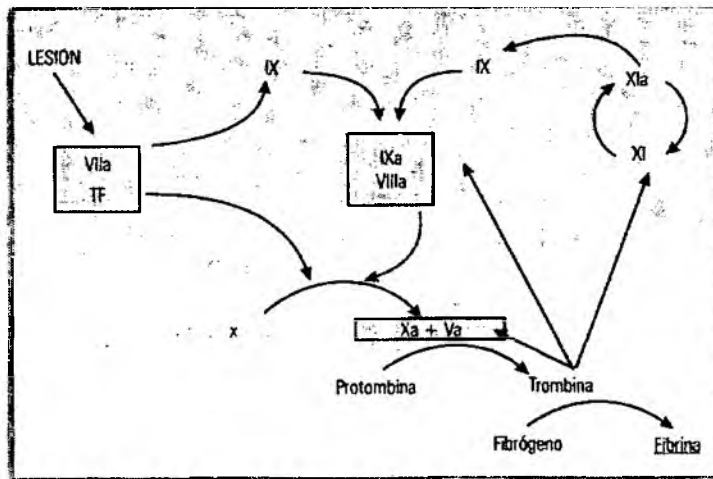 LESION
IX
IX
XIa
VIIa
TF
IXa
VIIIa
XI
x
Xa + Va
Protombina
Trombina
Fibrógeno
Fibrina